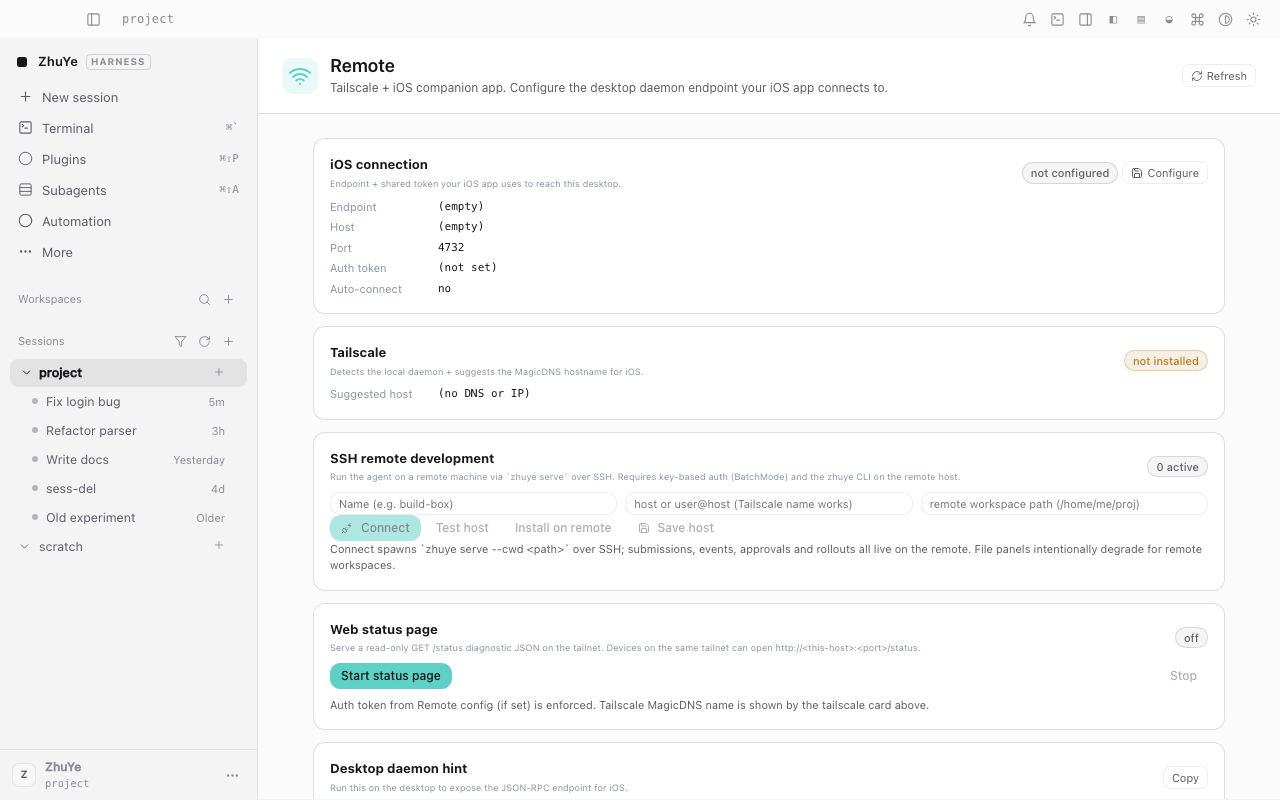 project
ZhuYe HARNESS
New session
Terminal ⌘`
Plugins ⌘⇧P
Subagents ⌘⇧A
Automation
More
Workspaces
Sessions
project
Fix login bug 5m
Refactor parser 3h
Write docs Yesterday
sess-del 4d
Old experiment Older
scratch
Z ZhuYe
project
Remote
Tailscale + iOS companion app. Configure the desktop daemon endpoint your iOS app connects to.
Refresh
iOS connection
Endpoint + shared token your iOS app uses to reach this desktop.
not configured Configure
Endpoint (empty)
Host (empty)
Port 4732
Auth token (not set)
Auto-connect no
Tailscale
Detects the local daemon + suggests the MagicDNS hostname for iOS.
not installed
Suggested host (no DNS or IP)
SSH remote development
Run the agent on a remote machine via `zhuye serve` over SSH. Requires key-based auth (BatchMode) and the zhuye CLI on the remote host.
0 active
Name (e.g. build-box) host or user@host (Tailscale name works) remote workspace path (/home/me/proj)
Connect Test host Install on remote Save host
Connect spawns `zhuye serve --cwd <path>` over SSH; submissions, events, approvals and rollouts all live on the remote. File panels intentionally degrade for remote
workspaces.
Web status page
Serve a read-only GET /status diagnostic JSON on the tailnet. Devices on the same tailnet can open http://<this-host>:<port>/status.
off
Start status page Stop
Auth token from Remote config (if set) is enforced. Tailscale MagicDNS name is shown by the tailscale card above.
Desktop daemon hint
Run this on the desktop to expose the JSON-RPC endpoint for iOS.
Copy